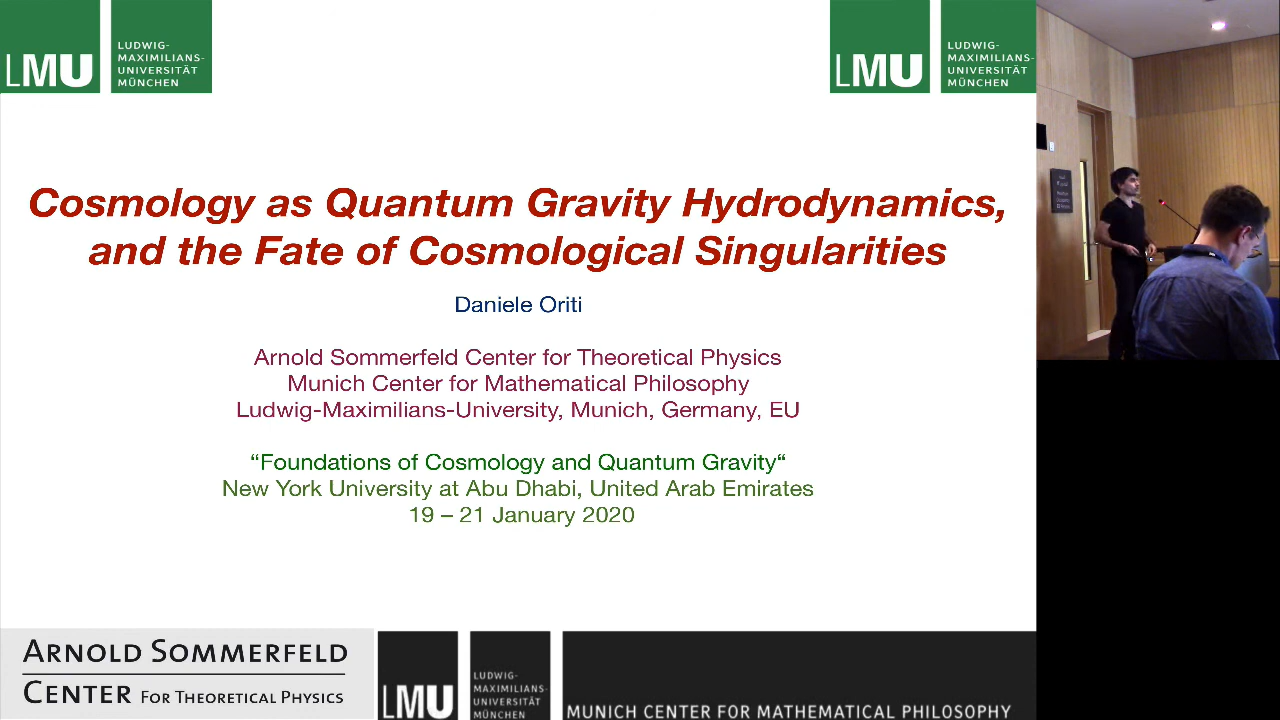 LMU
LUDWIG-
MAXIMILIANS-
UNIVERSITÄT
MÜNCHEN
LMU
LUDWIG-
MAXIMILIANS-
UNIVERSITÄT
MÜNCHEN
Cosmology as Quantum Gravity Hydrodynamics,
and the Fate of Cosmological Singularities
Daniele Oriti
Arnold Sommerfeld Center for Theoretical Physics
Munich Center for Mathematical Philosophy
Ludwig-Maximilians-University, Munich, Germany, EU
“Foundations of Cosmology and Quantum Gravity“
New York University at Abu Dhabi, United Arab Emirates
19 – 21 January 2020
ARNOLD SOMMERFELD
CENTER FOR THEORETICAL PHYSICS
LMU
LUDWIG-
MAXIMILIANS-
UNIVERSITÄT
MÜNCHEN
MUNICH CENTER FOR MATHEMATICAL PHILOSOPHY